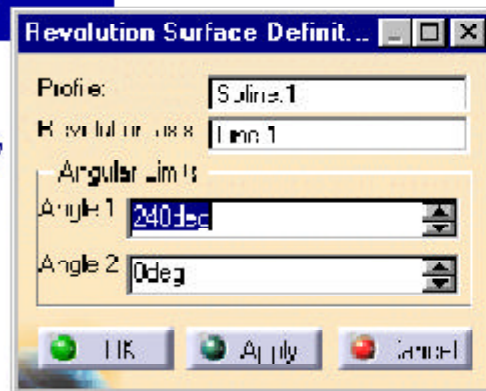 Revolution Surface Definit...
Profile: Spline.1
Revolution axis Line.1
Angular Limits
Angle 1 240deg
Angle 2 0deg
OK Apply Cancel